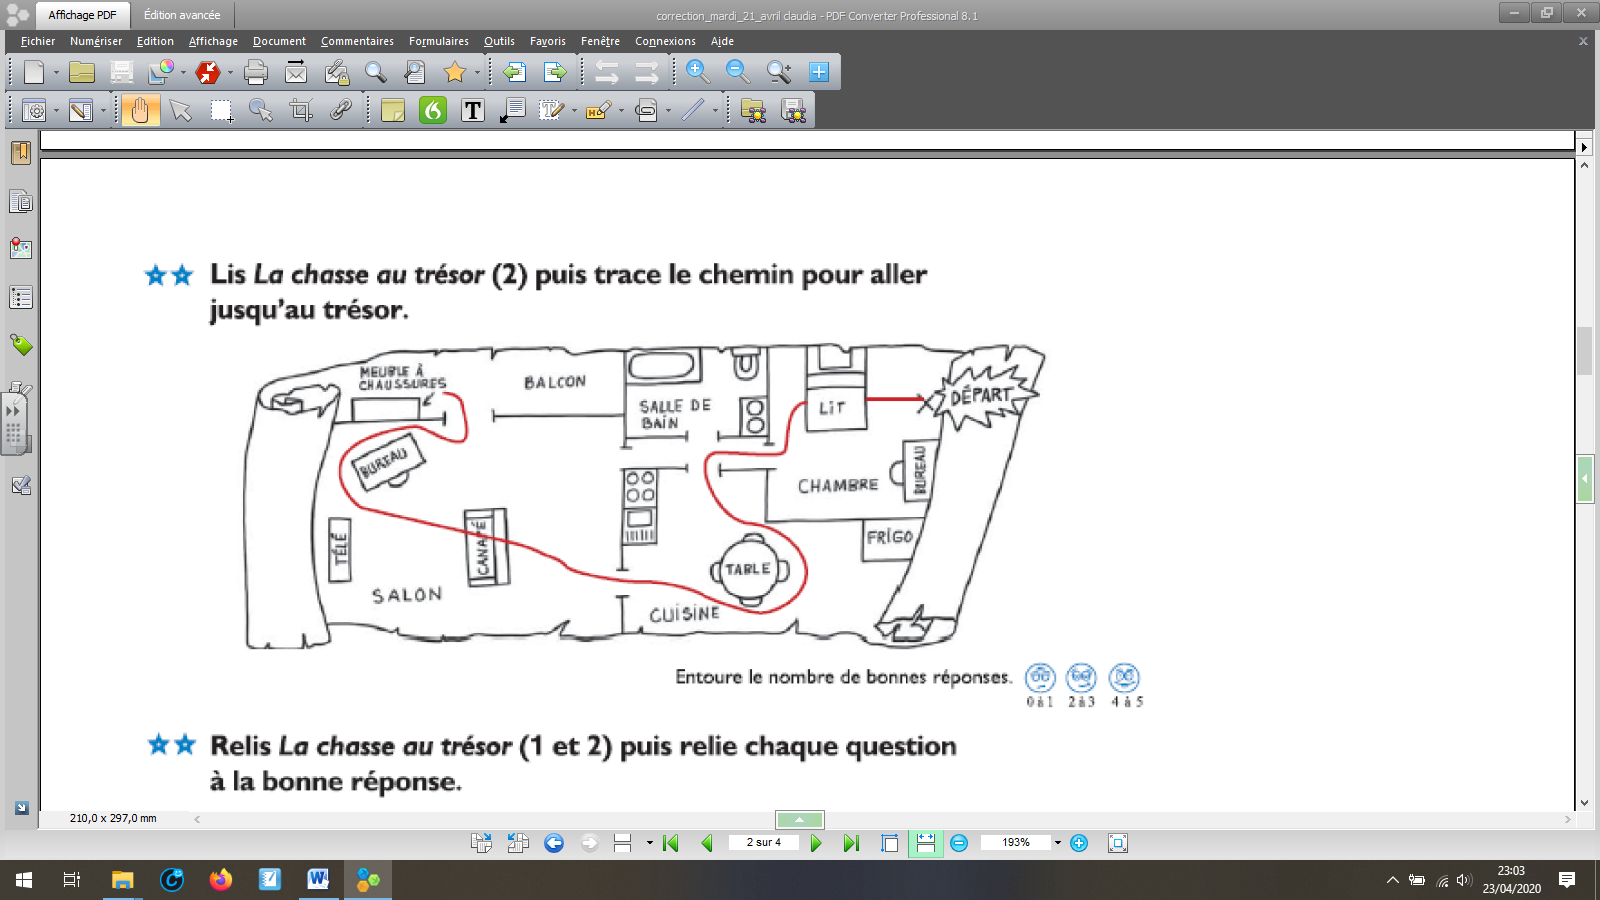 Affichage PDF
Édition avancée
correction_mardi_21_avril claudia - PDF Converter Professional 8.1
Fichier Numériser Edition Affichage Document Commentaires Formulaires Outils Favoris Fenêtre Connexions Aide
Lis La chasse au trésor (2) puis trace le chemin pour aller
jusqu'au trésor.
MEUBLE À
CHAUSSURES
BALCON
SALLE DE
BAIN
LIT
DÉPART
BUREAU
CHAMBRE
BUREAU
TÉLÉ
CANAPÉ
FRIGO
TABLE
SALON
CUISINE
Entoure le nombre de bonnes réponses.
0 à 1 2 à 3 4 à 5
Relis La chasse au trésor (1 et 2) puis relie chaque question
à la bonne réponse.
210,0 x 297,0 mm
2 sur 4
193%
23:03
23/04/2020